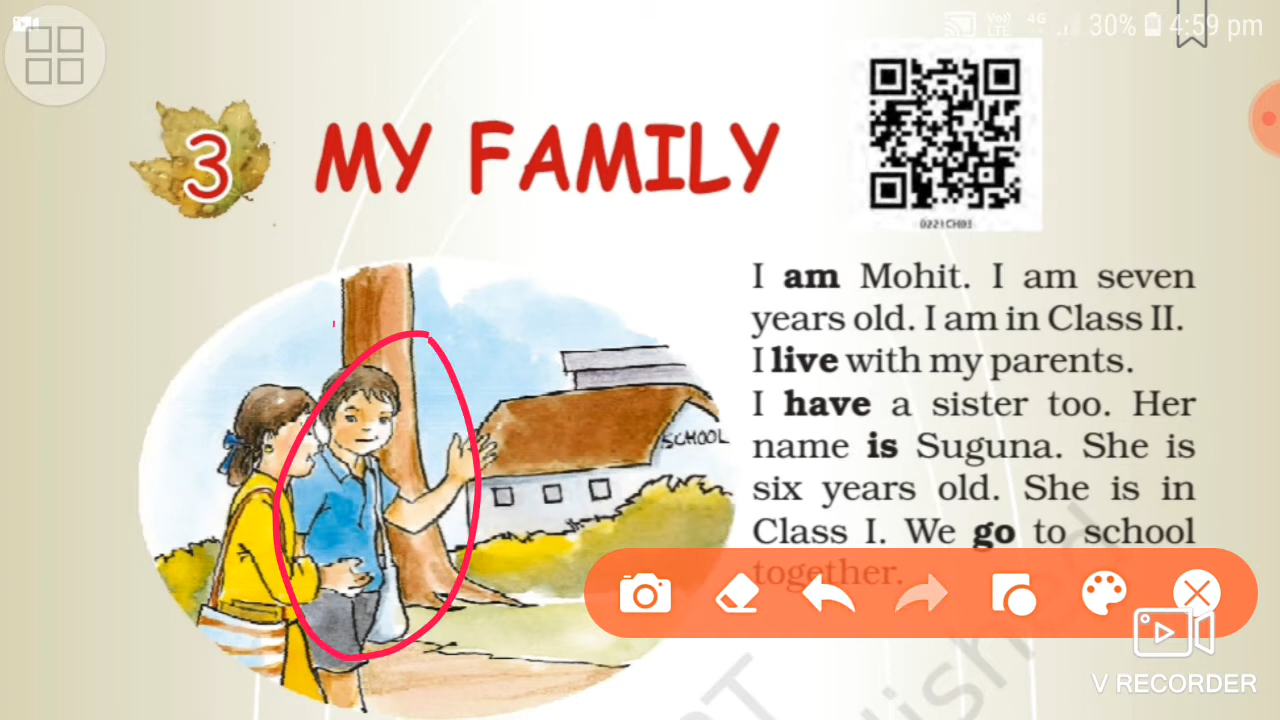 Vo)) LTE 4G 30% 4:59 pm
3 MY FAMILY
0221CH03
I am Mohit. I am seven
years old. I am in Class II.
I live with my parents.
I have a sister too. Her
name is Suguna. She is
six years old. She is in
Class I. We go to school
together.
SCHOOL
V RECORDER